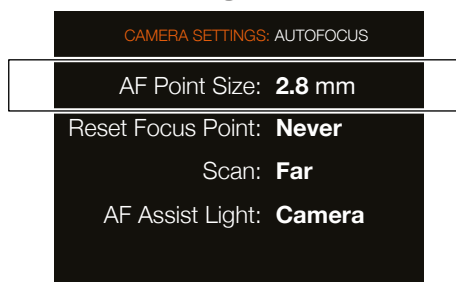 CAMERA SETTINGS: AUTOFOCUS
AF Point Size: 2.8 mm
Reset Focus Point: Never
Scan: Far
AF Assist Light: Camera